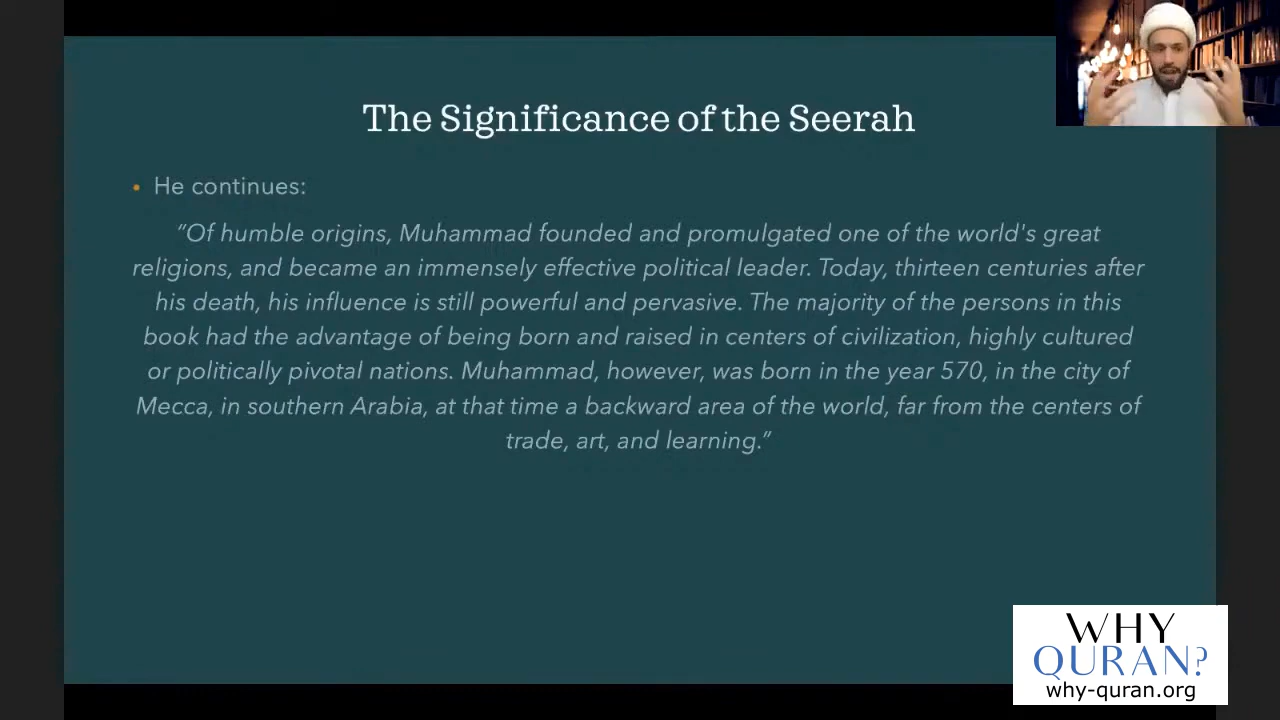 The Significance of the Seerah
• He continues:
“Of humble origins, Muhammad founded and promulgated one of the world's great
religions, and became an immensely effective political leader. Today, thirteen centuries after
his death, his influence is still powerful and pervasive. The majority of the persons in this
book had the advantage of being born and raised in centers of civilization, highly cultured
or politically pivotal nations. Muhammad, however, was born in the year 570, in the city of
Mecca, in southern Arabia, at that time a backward area of the world, far from the centers of
trade, art, and learning.”
WHY
QURAN?
why-quran.org